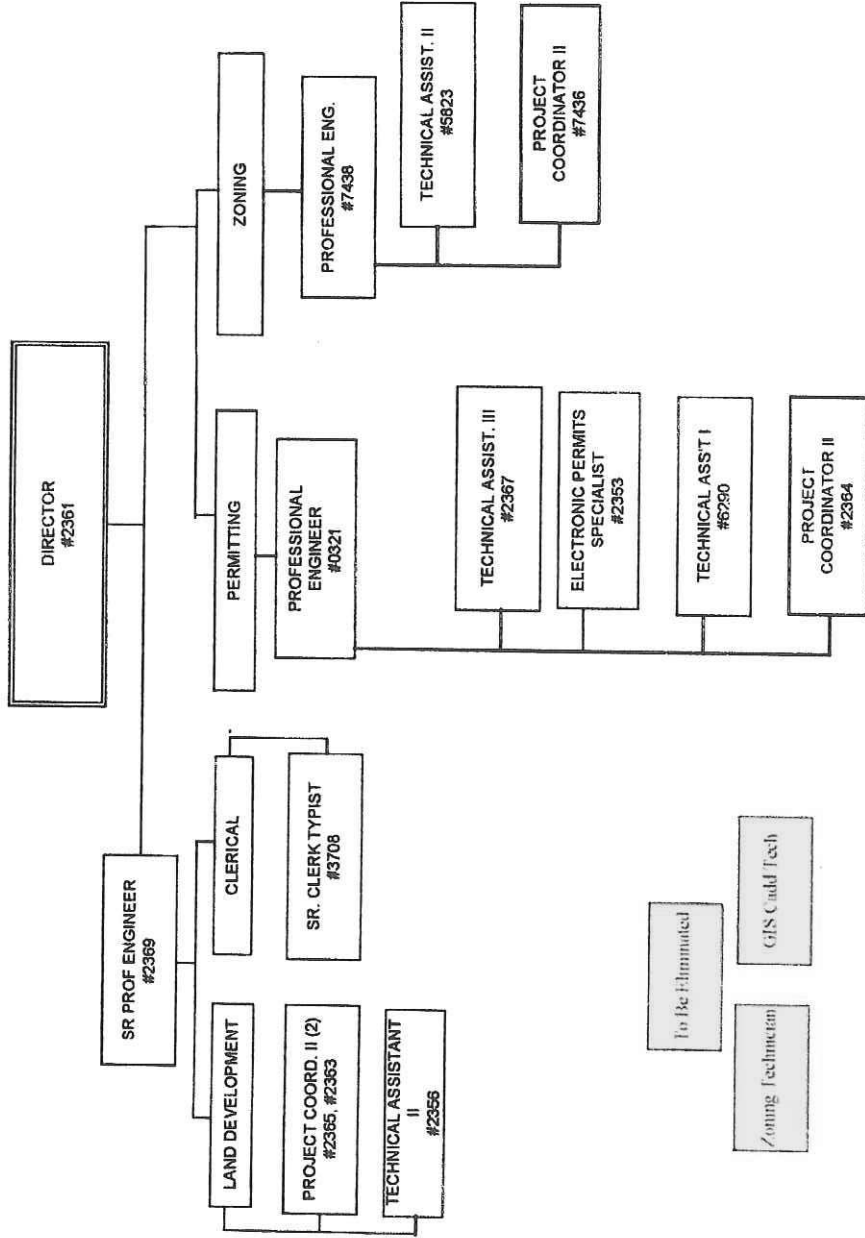 DIRECTOR
#2361
SR PROF ENGINEER
#2369
LAND DEVELOPMENT
PROJECT COORD. II (2)
#2365, #2363
TECHNICAL ASSISTANT
II
#2356
CLERICAL
SR. CLERK TYPIST
#3708
PERMITTING
PROFESSIONAL
ENGINEER
#0321
TECHNICAL ASSIST. III
#2367
ELECTRONIC PERMITS
SPECIALIST
#2353
TECHNICAL ASS'T I
#6290
PROJECT
COORDINATOR II
#2364
ZONING
PROFESSIONAL ENG.
#7438
TECHNICAL ASSIST. II
#5823
PROJECT
COORDINATOR II
#7436
To Be Eliminated
Zoning Technician
GIS Cadd Tech